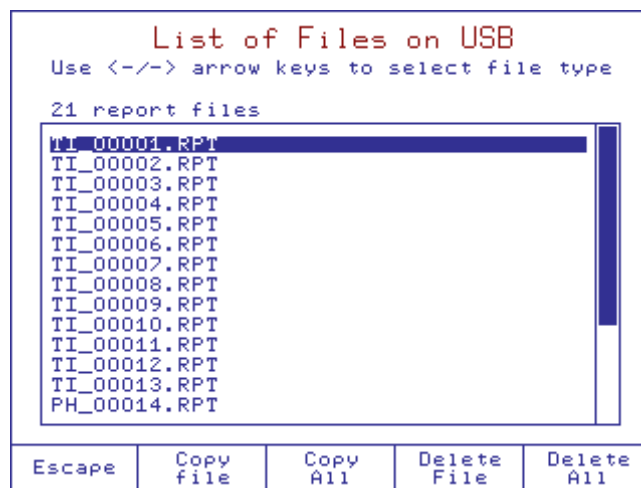 List of Files on USB
Use <-/-> arrow keys to select file type
21 report files
TI_00001.RPT
TI_00002.RPT
TI_00003.RPT
TI_00004.RPT
TI_00005.RPT
TI_00006.RPT
TI_00007.RPT
TI_00008.RPT
TI_00009.RPT
TI_00010.RPT
TI_00011.RPT
TI_00012.RPT
TI_00013.RPT
PH_00014.RPT
Escape
Copy
file
Copy
All
Delete
File
Delete
All